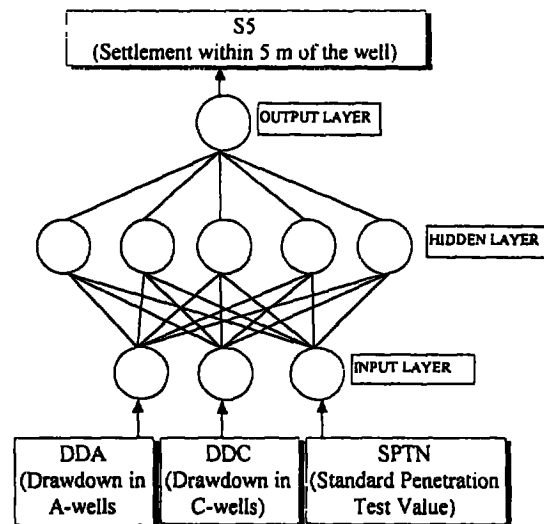 S5
(Settlement within 5 m of the well)
OUTPUT LAYER
HIDDEN LAYER
INPUT LAYER
DDA
(Drawdown in
A-wells
DDC
(Drawdown in
C-wells)
SPTN
(Standard Penetration
Test Value)